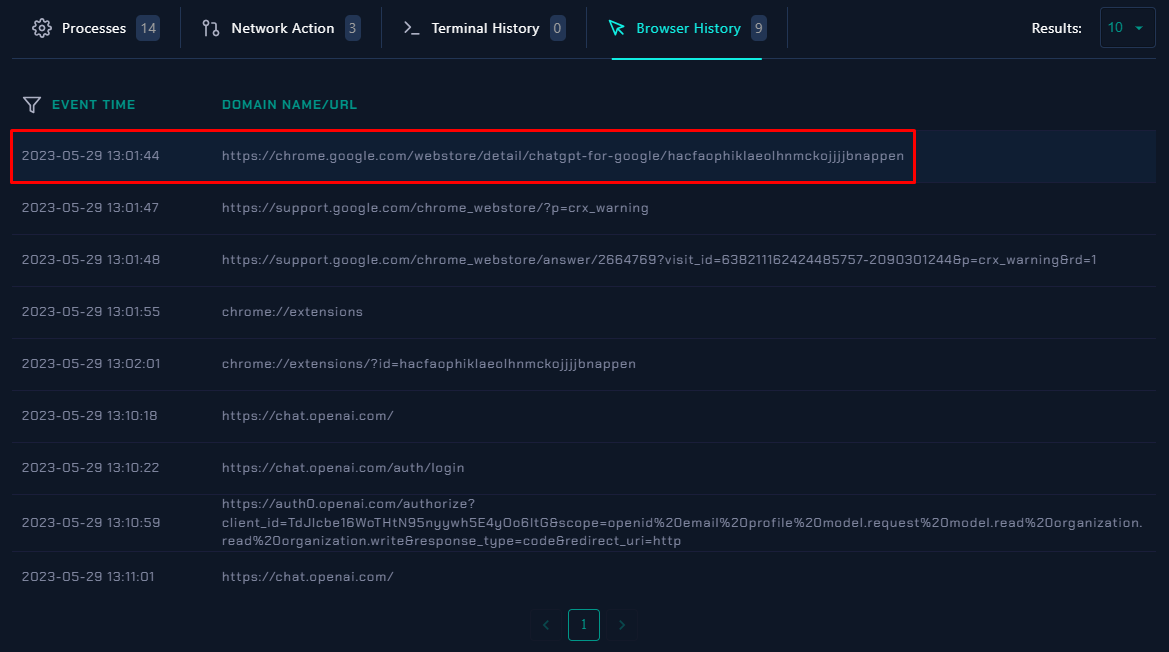 Processes 14 Network Action 3 Terminal History 0 Browser History 9 Results: 10
EVENT TIME DOMAIN NAME/URL
2023-05-29 13:01:44 https://chrome.google.com/webstore/detail/chatgpt-for-google/hacfaophiklaeolhnmckojjjjbnappen
2023-05-29 13:01:47 https://support.google.com/chrome_webstore/?p=crx_warning
2023-05-29 13:01:48 https://support.google.com/chrome_webstore/answer/2664769?visit_id=638211162424485757-2090301244&p=crx_warning&rd=1
2023-05-29 13:01:55 chrome://extensions
2023-05-29 13:02:01 chrome://extensions/?id=hacfaophiklaeolhnmckojjjjbnappen
2023-05-29 13:10:18 https://chat.openai.com/
2023-05-29 13:10:22 https://chat.openai.com/auth/login
https://auth0.openai.com/authorize?
2023-05-29 13:10:59 client_id=TdJIcbe16WoTHtN95nyywh5E4yOo6ItG&scope=openid%20email%20profile%20model.request%20model.read%20organization.
read%20organization.write&response_type=code&redirect_uri=http
2023-05-29 13:11:01 https://chat.openai.com/
1